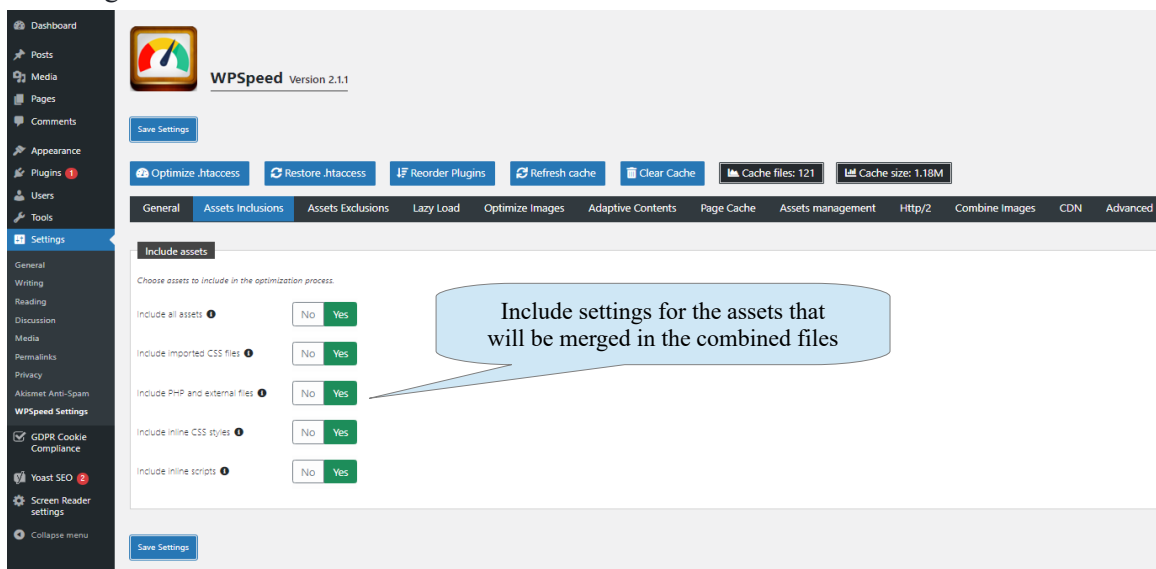 Dashboard
Posts
Media
Pages
Comments
Appearance
Plugins 1
Users
Tools
Settings
General
Writing
Reading
Discussion
Media
Permalinks
Privacy
Akismet Anti-Spam
WPSpeed Settings
GDPR Cookie
Compliance
Yoast SEO 2
Screen Reader
settings
Collapse menu
WPSpeed Version 2.1.1
Save Settings
Optimize .htaccess Restore .htaccess Reorder Plugins Refresh cache Clear Cache Cache files: 121 Cache size: 1.18M
General Assets Inclusions Assets Exclusions Lazy Load Optimize Images Adaptive Contents Page Cache Assets management Http/2 Combine Images CDN Advanced
Include assets
Choose assets to include in the optimization process.
Include all assets No Yes
Include imported CSS files No Yes
Include PHP and external files No Yes
Include inline CSS styles No Yes
Include inline scripts No Yes
Include settings for the assets that
will be merged in the combined files
Save Settings